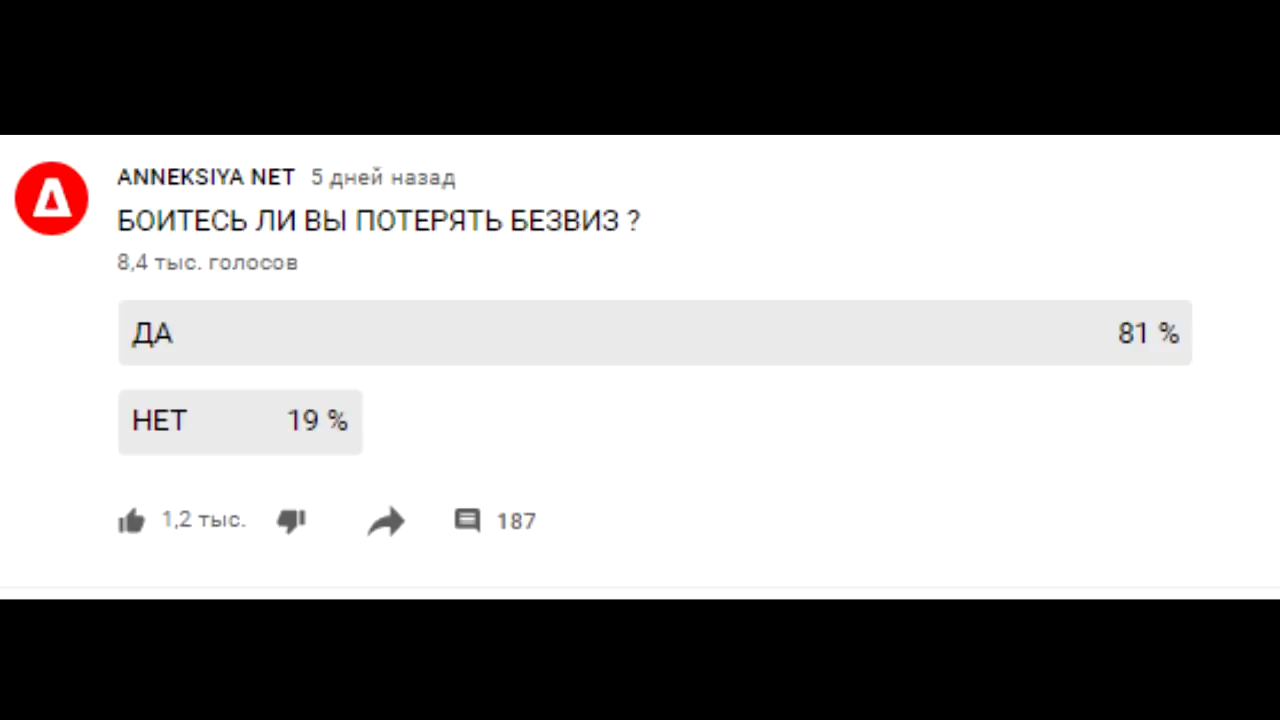 ANNEKSIYA NET 5 дней назад
БОИТЕСЬ ЛИ ВЫ ПОТЕРЯТЬ БЕЗВИЗ ?
8,4 тыс. голосов
ДА 81 %
НЕТ 19 %
1,2 тыс. 187